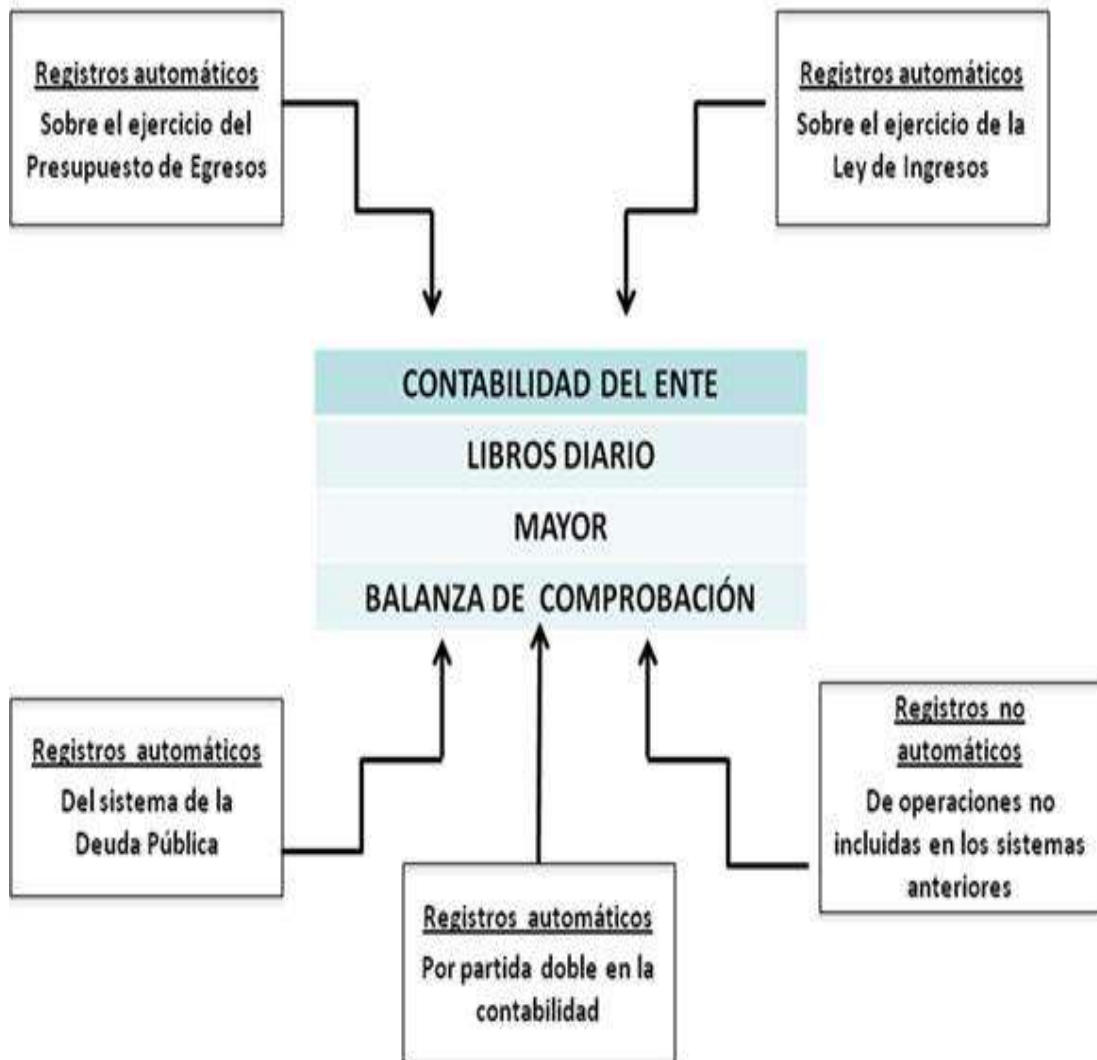 Registros automáticos
Sobre el ejercicio del
Presupuesto de Egresos
Registros automáticos
Sobre el ejercicio de la
Ley de Ingresos
CONTABILIDAD DEL ENTE
LIBROS DIARIO
MAYOR
BALANZA DE COMPROBACIÓN
Registros automáticos
Del sistema de la
Deuda Pública
Registros automáticos
Por partida doble en la
contabilidad
Registros no
automáticos
De operaciones no
incluidas en los sistemas
anteriores